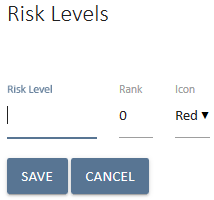 Risk Levels
Risk Level Rank Icon
0 Red
SAVE CANCEL